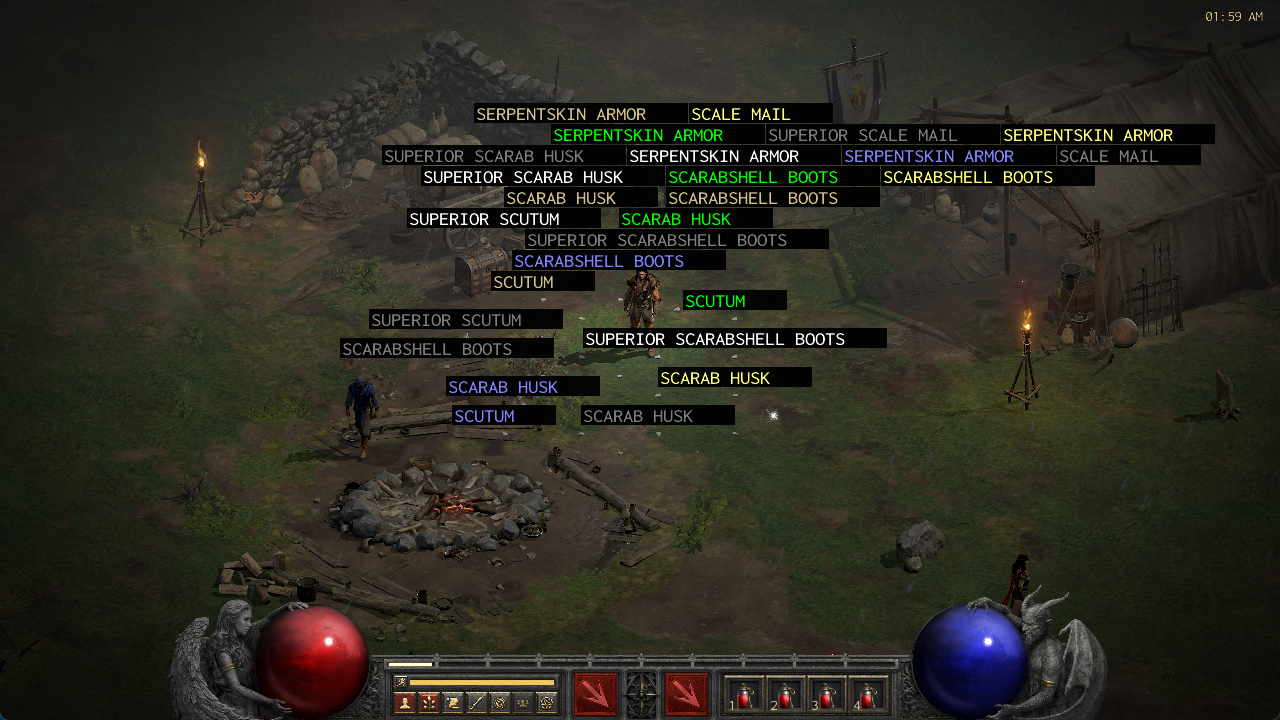 01:59 AM
SERPENTSKIN ARMOR SCALE MAIL
SERPENTSKIN ARMOR SUPERIOR SCALE MAIL SERPENTSKIN ARMOR
SUPERIOR SCARAB HUSK SERPENTSKIN ARMOR SERPENTSKIN ARMOR SCALE MAIL
SUPERIOR SCARAB HUSK SCARABSHELL BOOTS SCARABSHELL BOOTS
SCARAB HUSK SCARABSHELL BOOTS
SUPERIOR SCUTUM SCARAB HUSK
SUPERIOR SCARABSHELL BOOTS
SCARABSHELL BOOTS
SCUTUM
SCUTUM
SUPERIOR SCUTUM
SUPERIOR SCARABSHELL BOOTS
SCARABSHELL BOOTS
SCARAB HUSK
SCARAB HUSK
SCUTUM SCARAB HUSK
1 2 3 4